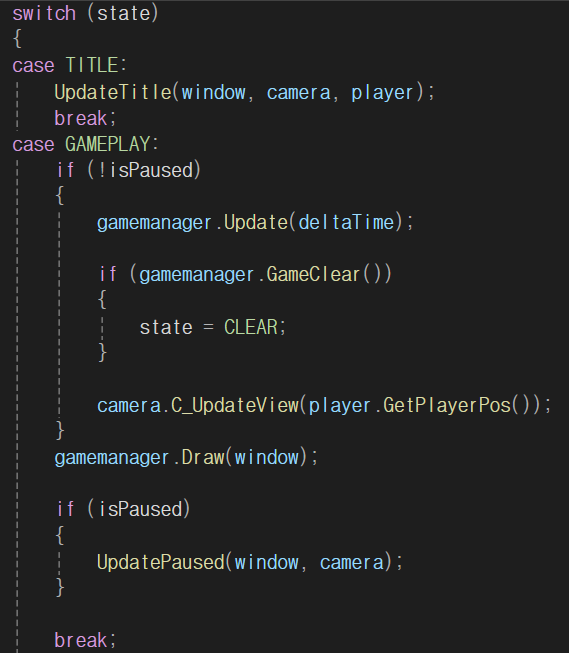 switch (state)
{
case TITLE:
UpdateTitle(window, camera, player);
break;
case GAMEPLAY:
if (!isPaused)
{
gamemanager.Update(deltaTime);
if (gamemanager.GameClear())
{
state = CLEAR;
}
camera.C_UpdateView(player.GetPlayerPos());
}
gamemanager.Draw(window);
if (isPaused)
{
UpdatePaused(window, camera);
}
break;